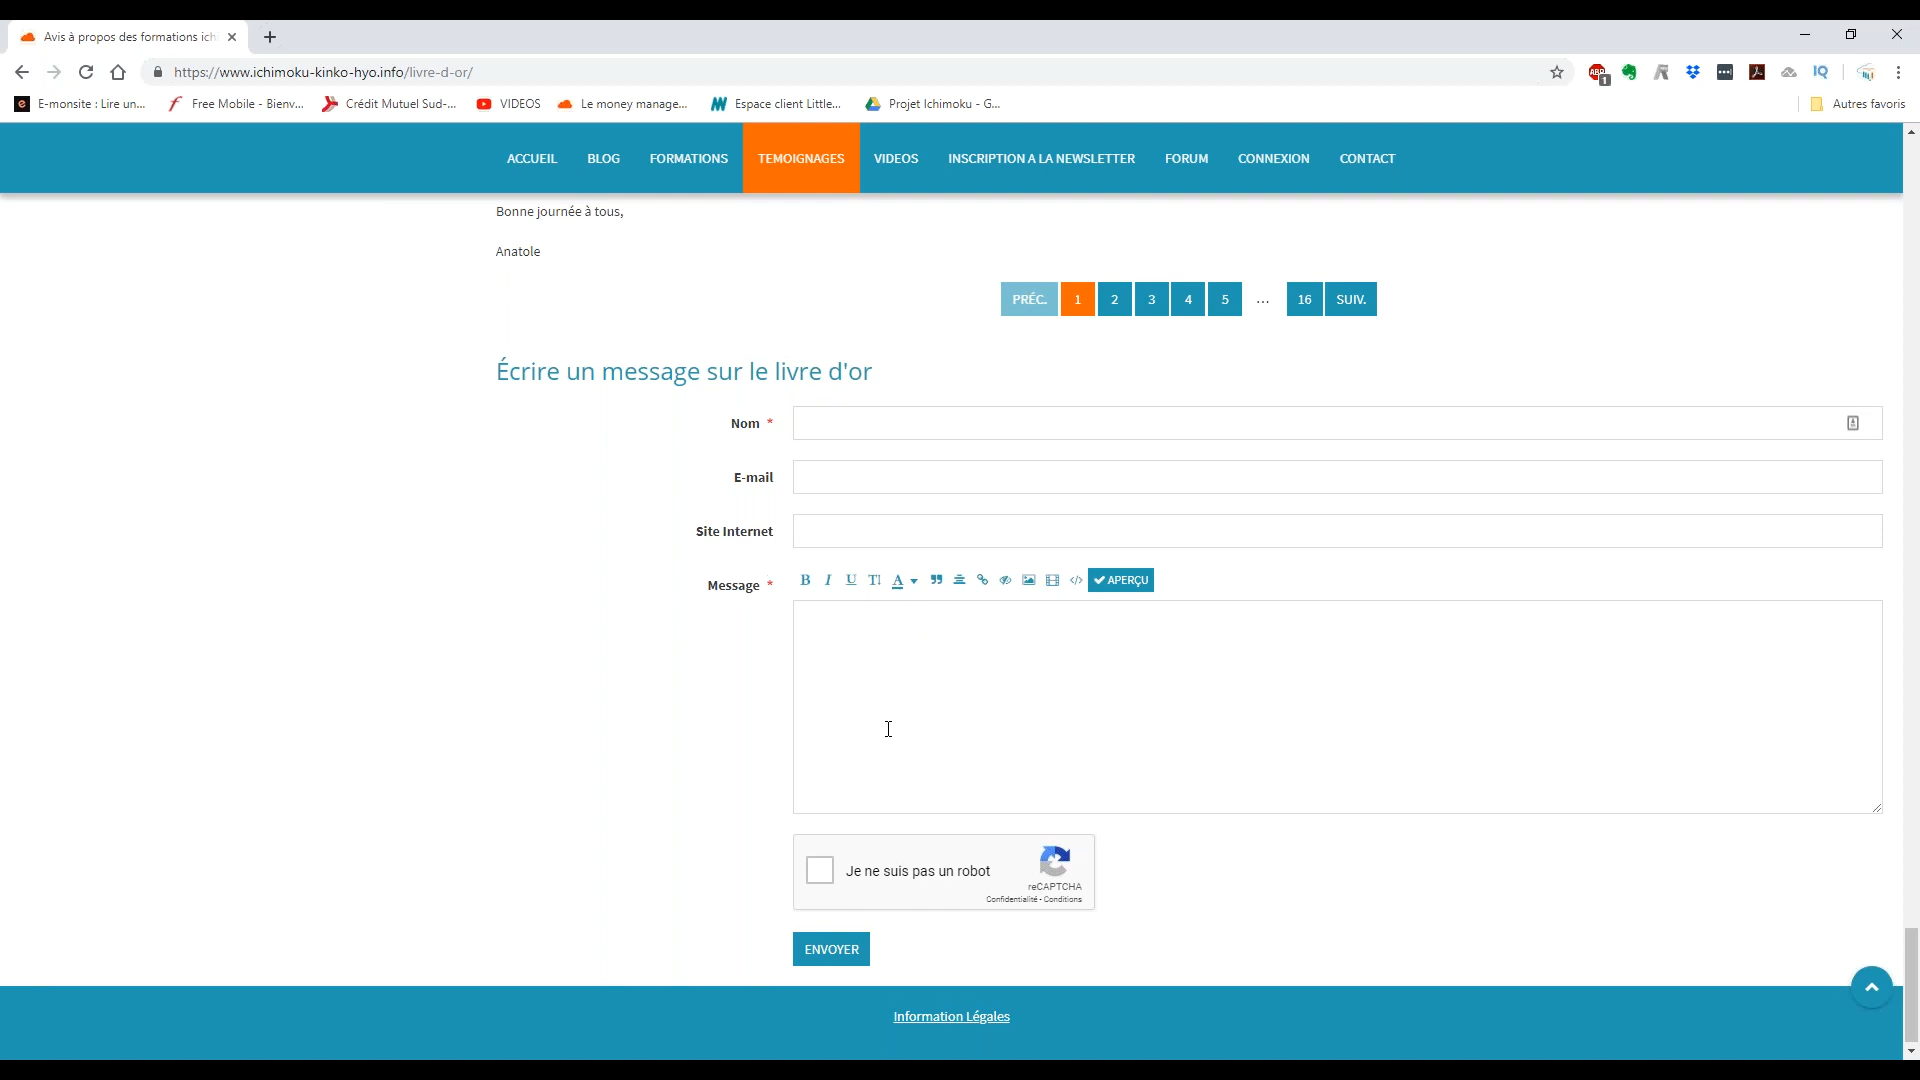 Avis à propos des formations ich
https://www.ichimoku-kinko-hyo.info/livre-d-or/
ABP 1 IQ
E-monsite : Lire un... Free Mobile - Bienv... Crédit Mutuel Sud-... VIDEOS Le money manage... Espace client Little... Projet Ichimoku - G... Autres favoris
ACCUEIL BLOG FORMATIONS TEMOIGNAGES VIDEOS INSCRIPTION A LA NEWSLETTER FORUM CONNEXION CONTACT
Bonne journée à tous,
Anatole
PRÉC. 1 2 3 4 5 ... 16 SUIV.
Écrire un message sur le livre d'or
Nom *
E-mail
Site Internet
Message * B I U T A APERÇU
Je ne suis pas un robot
reCAPTCHA
Confidentialité - Conditions
ENVOYER
Information Légales